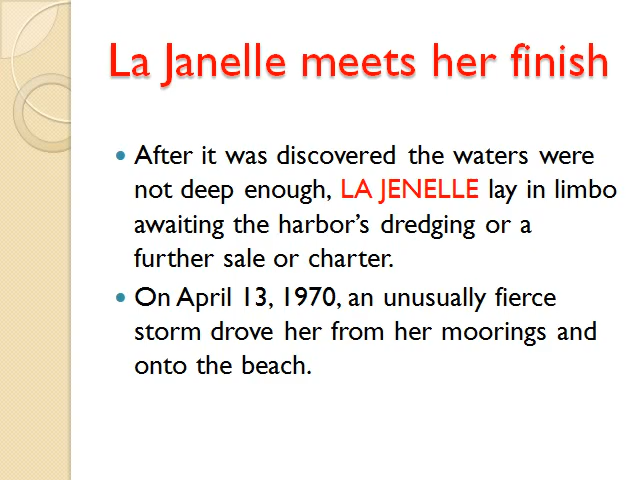 La Janelle meets her finish
After it was discovered the waters were
not deep enough, LA JENELLE lay in limbo
awaiting the harbor's dredging or a
further sale or charter.
On April 13, 1970, an unusually fierce
storm drove her from her moorings and
onto the beach.